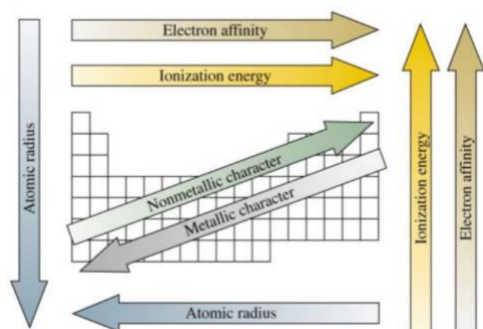 Electron affinity
Ionization energy
Atomic radius
Nonmetallic character
Metallic character
Ionization energy
Electron affinity
Atomic radius